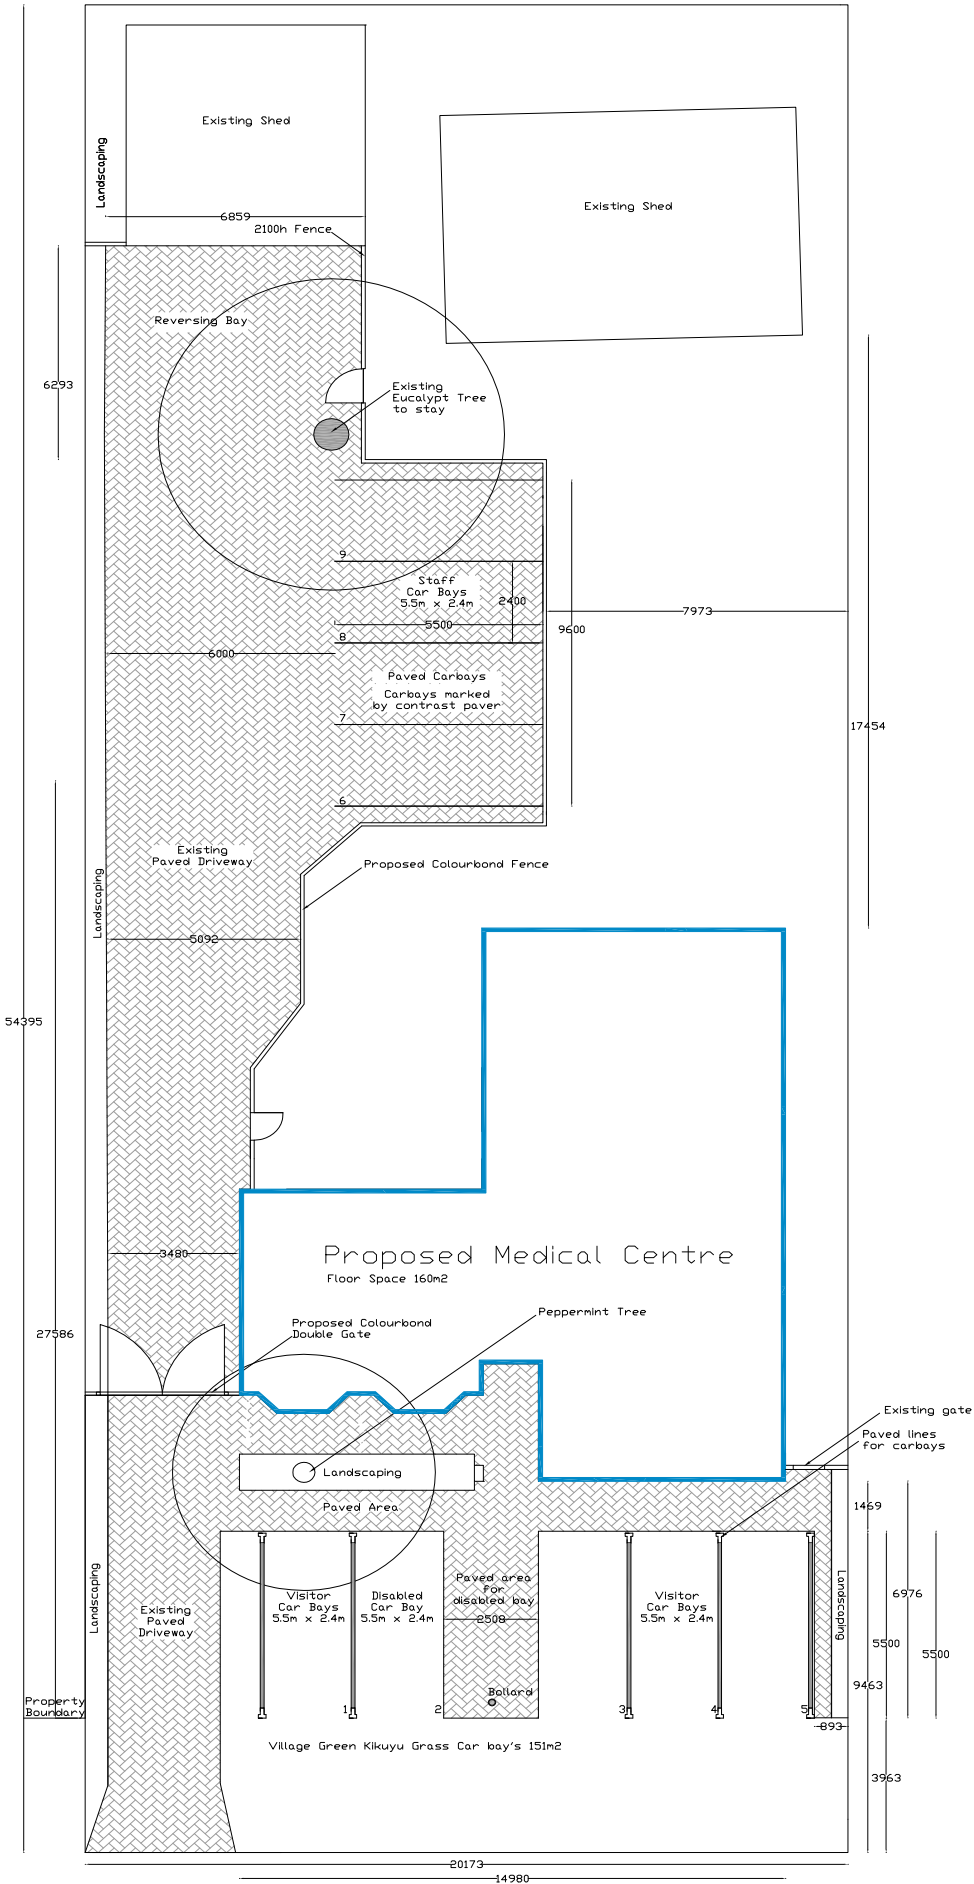 Existing Shed
Landscaping
Existing Shed
6859
2100h Fence
Reversing Bay
6293
Existing
Eucalypt Tree
to stay
9
Staff
Car Bays
5.5m x 2.4m
2400
5500
8
9600
7973
6000
Paved Carbays
Carbays marked
by contrast paver
7
17454
6
Existing
Paved Driveway
Proposed Colourbond Fence
Landscaping
5092
54395
3480
Proposed Medical Centre
Floor Space 160m2
Peppermint Tree
Proposed Colourbond
Double Gate
27586
Existing gate
Paved lines
for carbays
Landscaping
Paved Area
1469
Landscaping
Existing
Paved
Driveway
Visitor
Car Bays
5.5m x 2.4m
Disabled
Car Bay
5.5m x 2.4m
Paved area
for
disabled bay
2508
Visitor
Car Bays
5.5m x 2.4m
Landscaping
6976
5500
5500
9463
Bollard
Property
Boundary
1
2
3
4
5
893
Village Green Kikuyu Grass Car bay's 151m2
3963
20173
14980